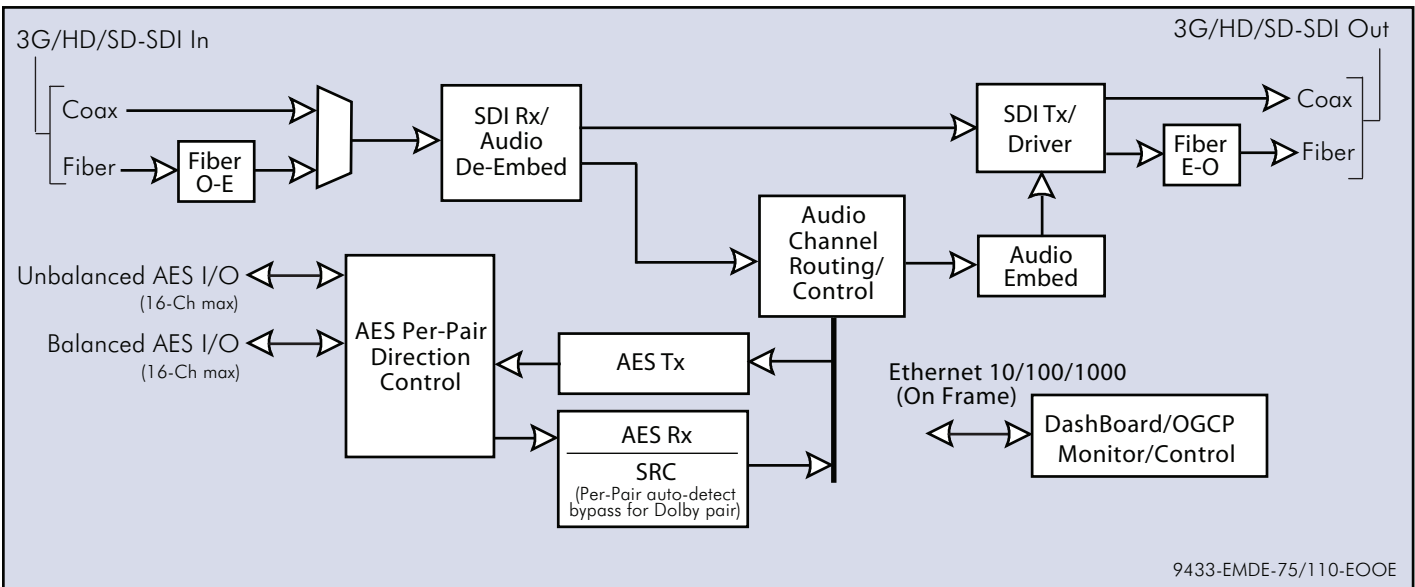 3G/HD/SD-SDI In
3G/HD/SD-SDI Out
Coax
Fiber
Fiber
O-E
SDI Rx/
Audio
De-Embed
SDI Tx/
Driver
Coax
Fiber
E-O
Fiber
Audio
Channel
Routing/
Control
Audio
Embed
Unbalanced AES I/O
(16-Ch max)
Balanced AES I/O
(16-Ch max)
AES Per-Pair
Direction
Control
AES Tx
AES Rx
SRC
(Per-Pair auto-detect
bypass for Dolby pair)
Ethernet 10/100/1000
(On Frame)
DashBoard/OGCP
Monitor/Control
9433-EMDE-75/110-EOOE